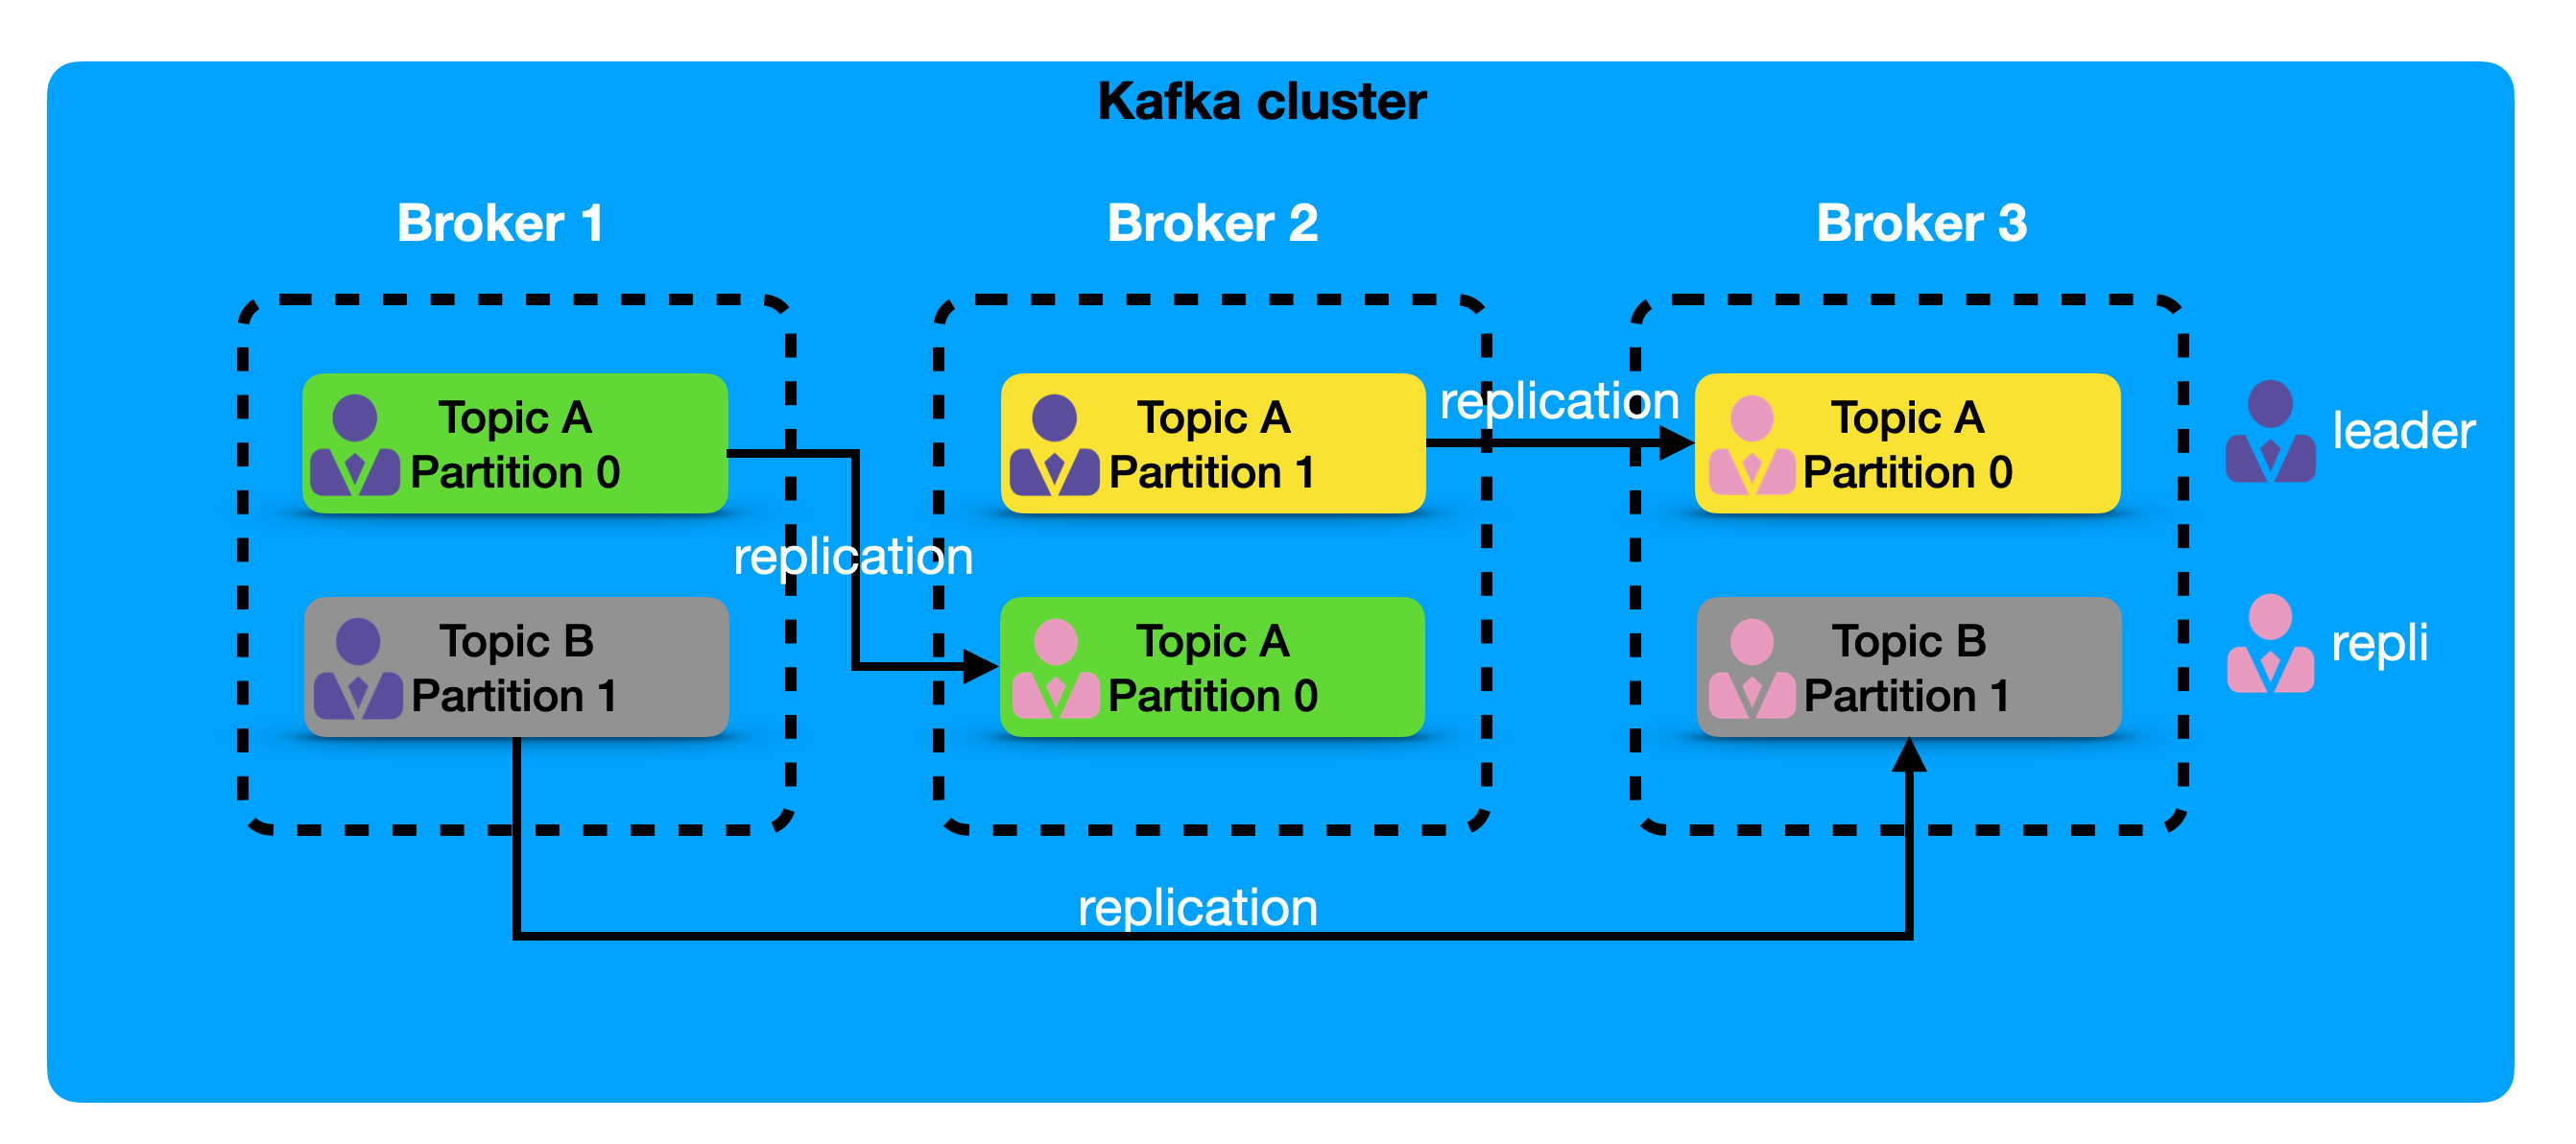 Kafka cluster
Broker 1
Broker 2
Broker 3
Topic A
Partition 0
Topic A
Partition 1
replication
Topic A
Partition 0
leader
replication
Topic B
Partition 1
Topic A
Partition 0
Topic B
Partition 1
repli
replication